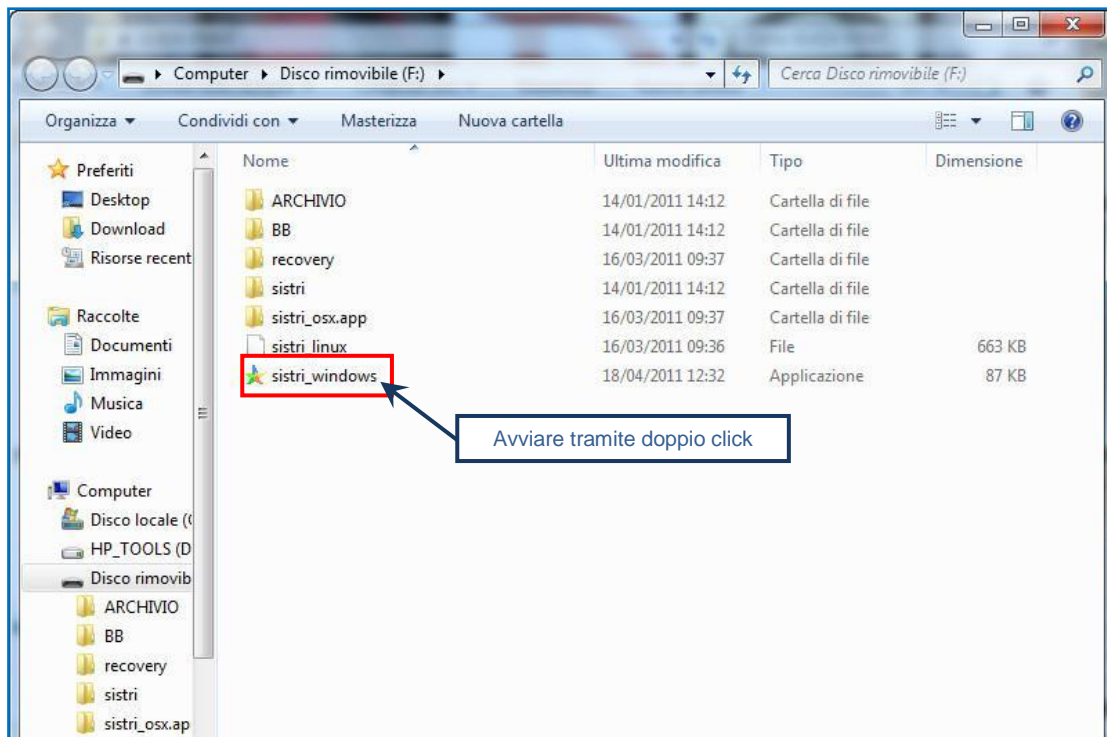 Computer Disco rimovibile (F:)
Cerca Disco rimovibile (F:)
Organizza Condividi con Masterizza Nuova cartella
Preferiti
Desktop
Download
Risorse recent
Raccolte
Documenti
Immagini
Musica
Video
Computer
Disco locale (C
HP_TOOLS (D
Disco rimovib
ARCHIVIO
BB
recovery
sistri
sistri_osx.ap
Nome Ultima modifica Tipo Dimensione
ARCHIVIO 14/01/2011 14:12 Cartella di file
BB 14/01/2011 14:12 Cartella di file
recovery 16/03/2011 09:37 Cartella di file
sistri 14/01/2011 14:12 Cartella di file
sistri_osx.app 16/03/2011 09:37 Cartella di file
sistri_linux 16/03/2011 09:36 File 663 KB
sistri_windows 18/04/2011 12:32 Applicazione 87 KB
Avviare tramite doppio click